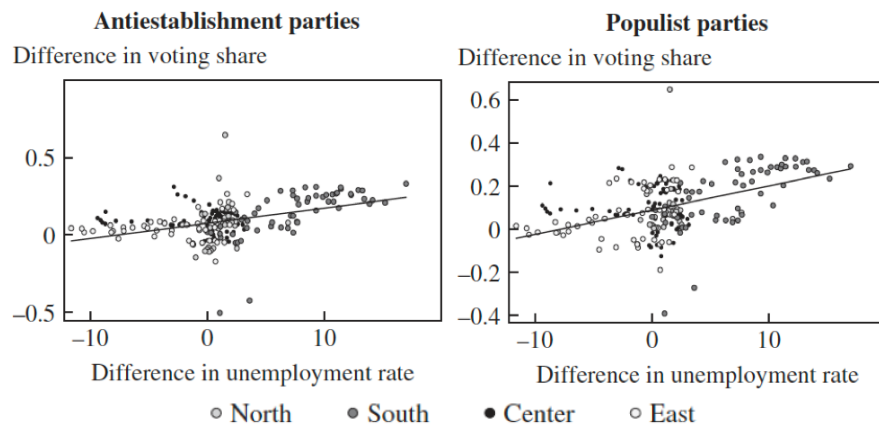 Antiestablishment parties
Difference in voting share
0.5
0
−0.5
−10 0 10
Difference in unemployment rate
Populist parties
Difference in voting share
0.6
0.4
0.2
0
−0.2
−0.4
−10 0 10
Difference in unemployment rate
North South Center East